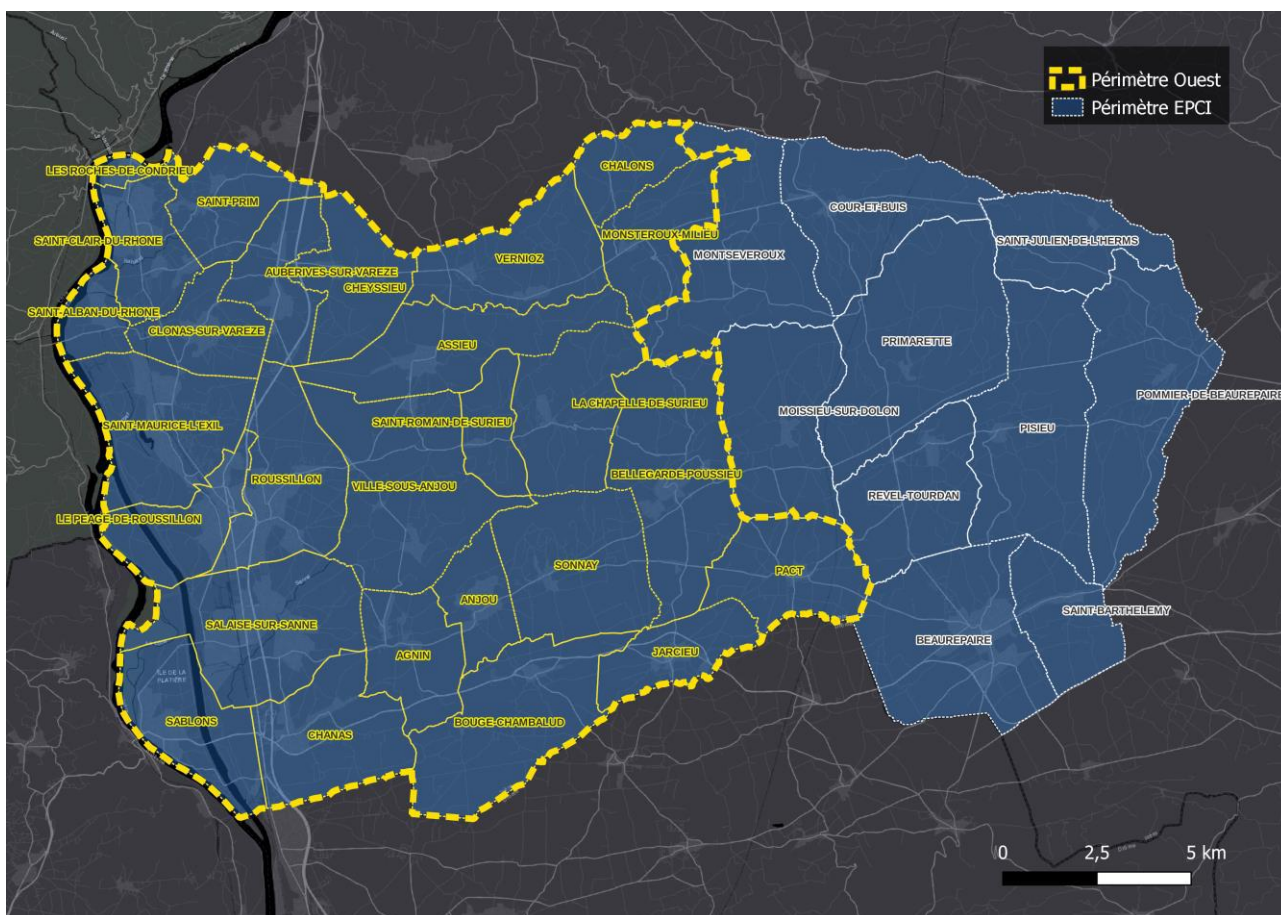 Périmètre Ouest
Périmètre EPCI
CHALONS
LES ROCHES-DE-CONDRIEU
SAINT-PRIM
COUR-ET-BUIS
MONSTEROUX-MILIEU
SAINT-CLAIR-DU-RHONE
SAINT-JULIEN-DE-L'HERMS
MONTSEVEROUX
VERNIOZ
AUBERIVES-SUR-VAREZE
CHEYSSIEU
SAINT-ALBAN-DU-RHONE
CLONAS-SUR-VAREZE
PRIMARETTE
ASSIEU
POMMIER-DE-BEAUREPAIRE
LA CHAPELLE-DE-SURIEU
MOISSIEU-SUR-DOLON
SAINT-ROMAIN-DE-SURIEU
SAINT-MAURICE-L'EXIL
PISIEU
BELLEGARDE-POUSSIEU
ROUSSILLON
VILLE-SOUS-ANJOU
REVEL-TOURDAN
LE PEAGE-DE-ROUSSILLON
SONNAY
PACT
ANJOU
SAINT-BARTHELEMY
SALAISE-SUR-SANNE
BEAUREPAIRE
JARCIEU
AGNIN
ÎLE DE LA
PLATIÈRE
SABLONS
BOUGE-CHAMBALUD
CHANAS
0 2,5 5 km